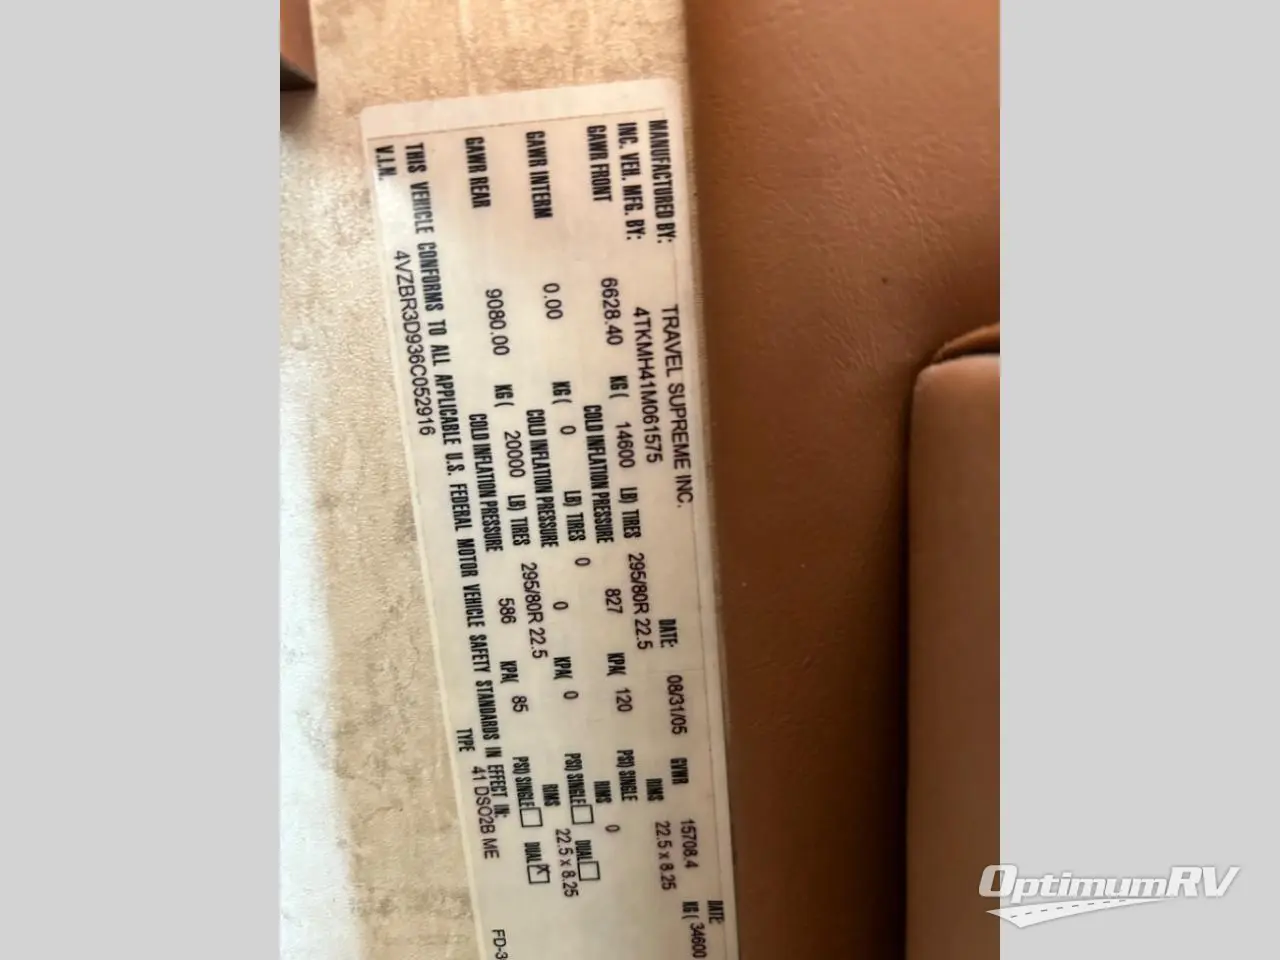 MANUFACTURED BY: TRAVEL SUPREME INC. DATE: 08/31/05 GVWR 15708.4 KG ( 34600
INC. VEH. MFG. BY: 4TKMH41M061575 DATE:
GAWR FRONT 6628.40 KG ( 14600 LB) TIRES 295/80R 22.5 RIMS 22.5 x 8.25
COLD INFLATION PRESSURE 827 KPA( 120 PSI) SINGLE
GAWR INTERM 0.00 KG ( 0 LB) TIRES 0 RIMS 0
COLD INFLATION PRESSURE 0 KPA( 0 PSI) SINGLE DUAL
GAWR REAR 9080.00 KG ( 20000 LB) TIRES 295/80R 22.5 RIMS 22.5 x 8.25
COLD INFLATION PRESSURE 586 KPA( 85 PSI) SINGLE DUAL X
THIS VEHICLE CONFORMS TO ALL APPLICABLE U.S. FEDERAL MOTOR VEHICLE SAFETY STANDARDS IN EFFECT IN:
V.I.N. 4VZBR3D936C052916 TYPE 41 DSO2B ME FD-3
OptimumRV